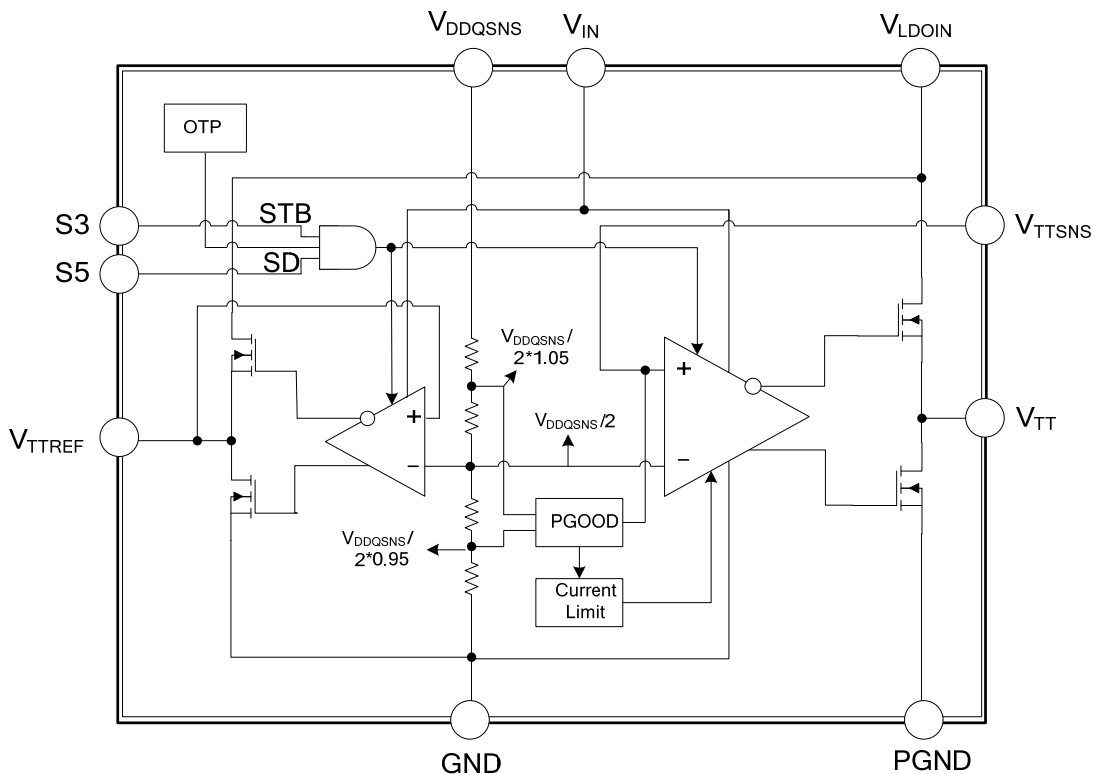 VDDQSNS
VIN
VLDOIN
OTP
S3
STB
VTTSNS
S5
SD
VDDQSNS/
2*1.05
+
+
VDDQSNS/2
VTTREF
VTT
−
−
PGOOD
VDDQSNS/
2*0.95
Current
Limit
GND
PGND